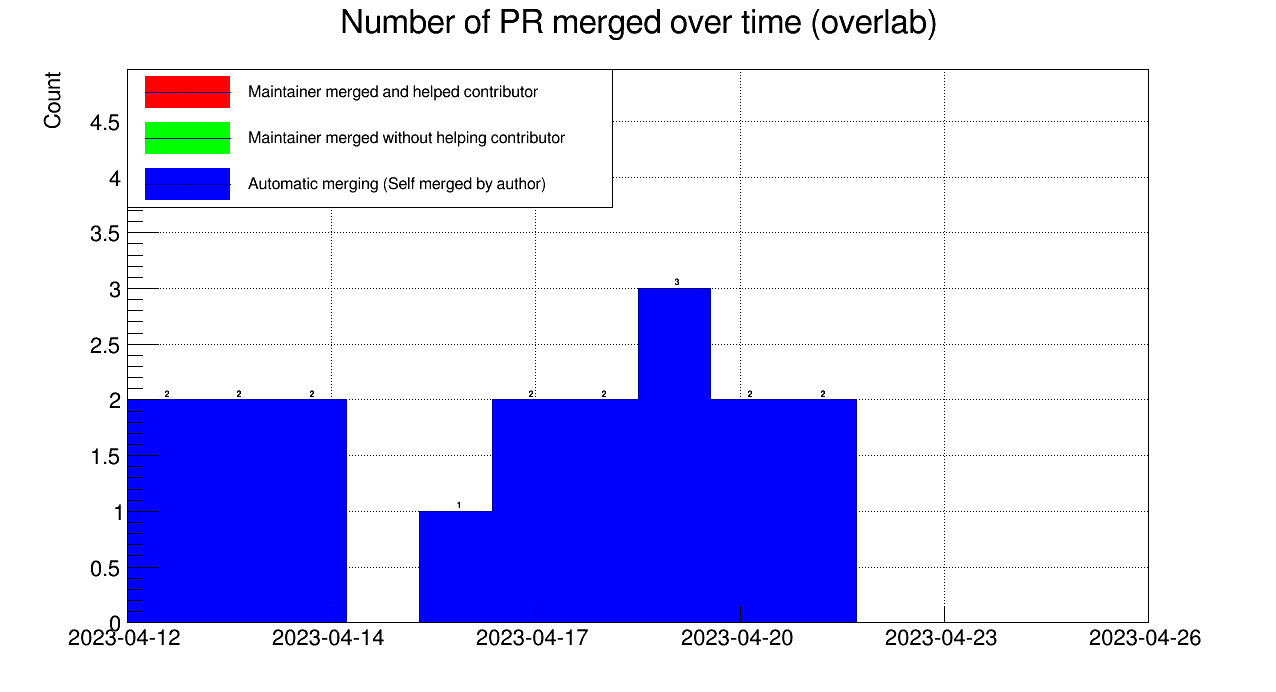 Number of PR merged over time (overlab)
Count
Maintainer merged and helped contributor
Maintainer merged without helping contributor
Automatic merging (Self merged by author)
4.5
4
3.5
3
2.5
2
1.5
1
0.5
0
2 2 2 1 2 2 3 2 2
2023-04-12 2023-04-14 2023-04-17 2023-04-20 2023-04-23 2023-04-26